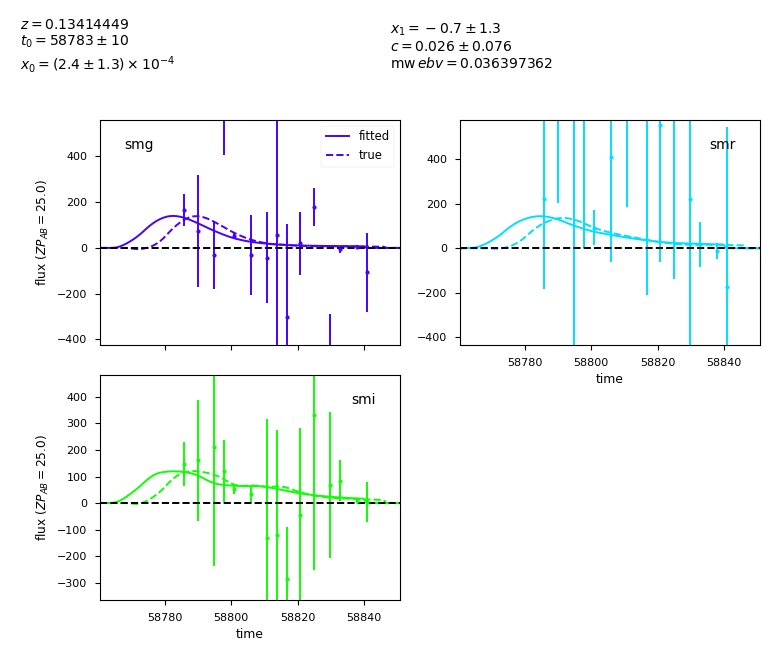 z = 0.13414449
t₀ = 58783 ± 10
x₀ = (2.4 ± 1.3) × 10⁻⁴
x₁ = − 0.7 ± 1.3
c = 0.026 ± 0.076
mw ebv = 0.036397362
smg
fitted
true
400
200
0
−200
−400
flux (ZP_AB = 25.0)
smr
400
200
0
−200
−400
58780 58800 58820 58840
time
smi
400
300
200
100
0
−100
−200
−300
flux (ZP_AB = 25.0)
58780 58800 58820 58840
time